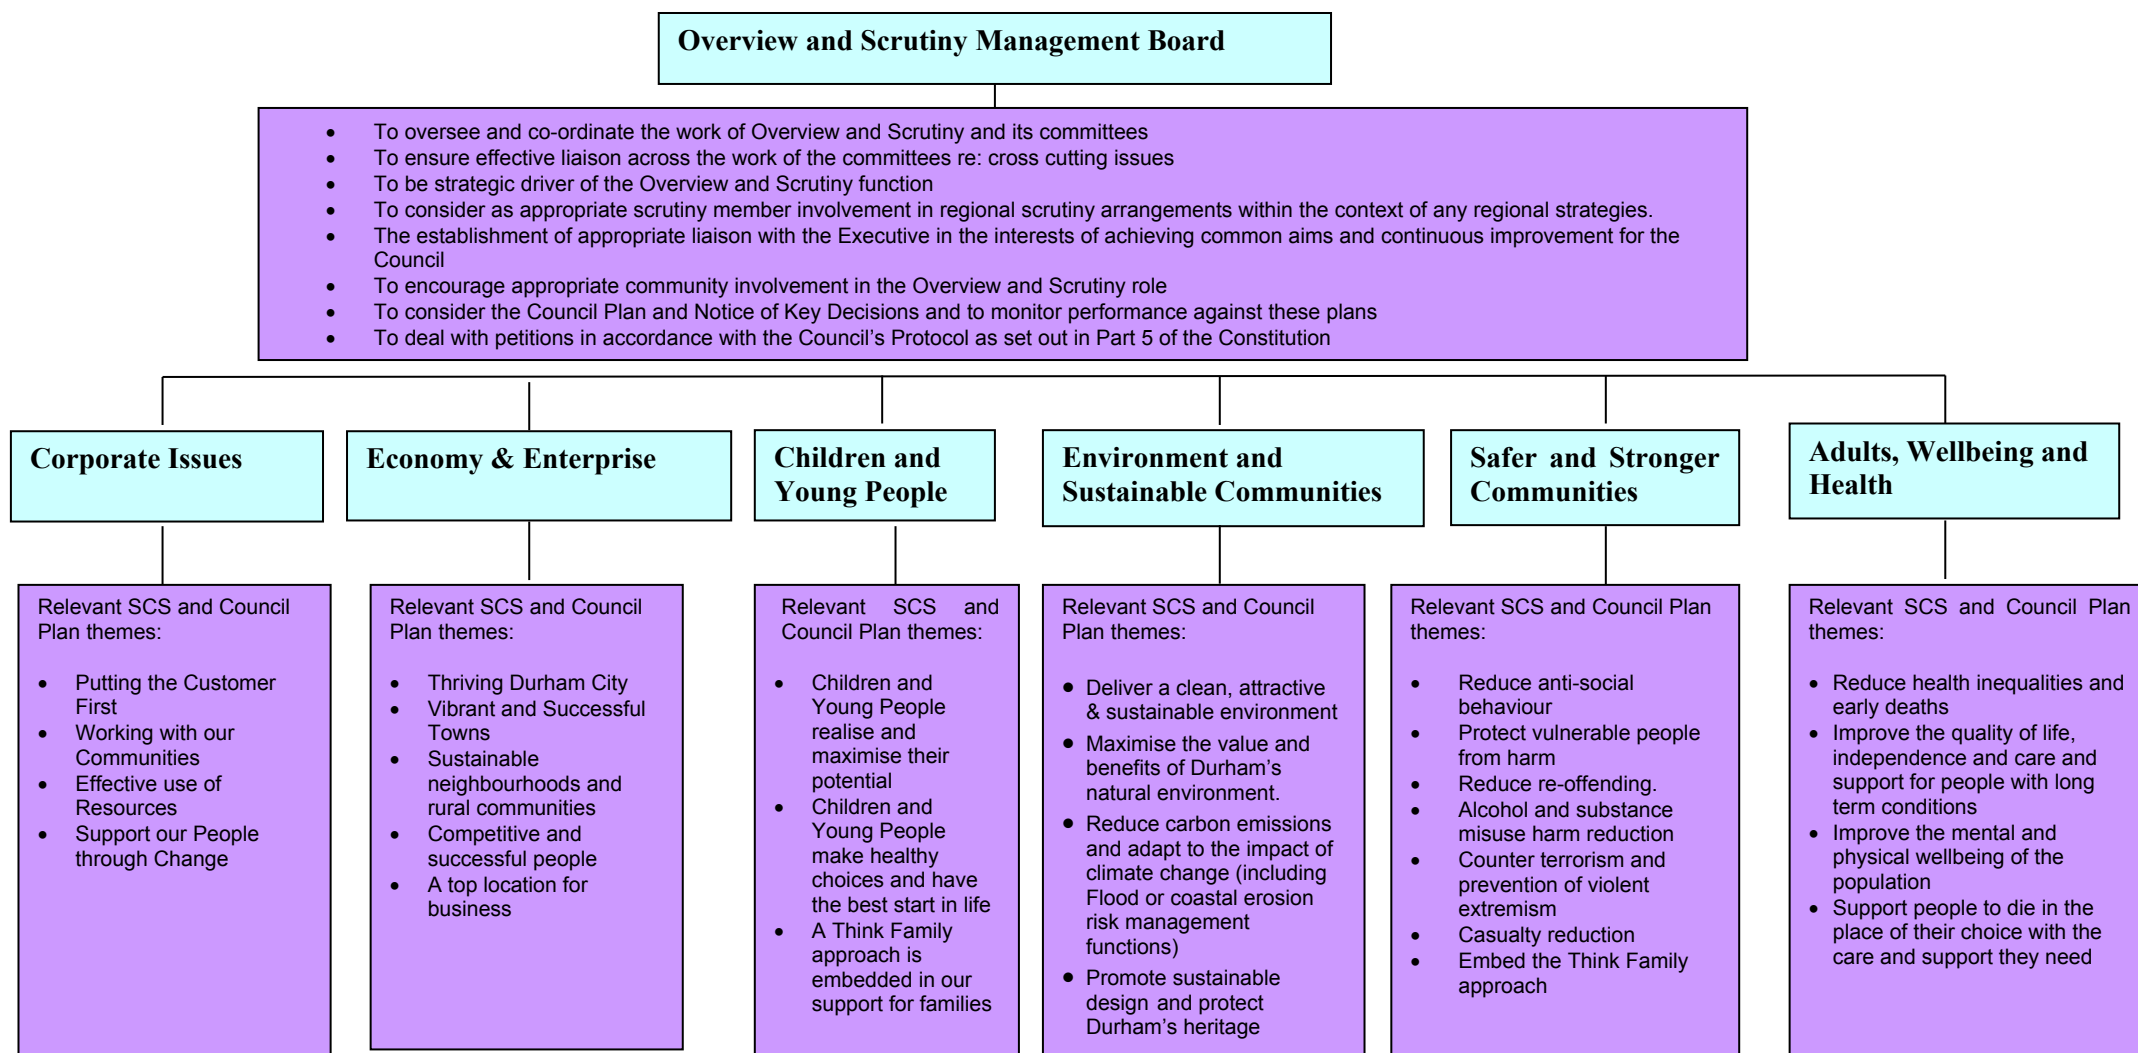 Overview and Scrutiny Management Board
• To oversee and co-ordinate the work of Overview and Scrutiny and its committees
• To ensure effective liaison across the work of the committees re: cross cutting issues
• To be strategic driver of the Overview and Scrutiny function
• To consider as appropriate scrutiny member involvement in regional scrutiny arrangements within the context of any regional strategies.
• The establishment of appropriate liaison with the Executive in the interests of achieving common aims and continuous improvement for the
Council
• To encourage appropriate community involvement in the Overview and Scrutiny role
• To consider the Council Plan and Notice of Key Decisions and to monitor performance against these plans
• To deal with petitions in accordance with the Council's Protocol as set out in Part 5 of the Constitution
Corporate Issues
Relevant SCS and Council
Plan themes:
• Putting the Customer
First
• Working with our
Communities
• Effective use of
Resources
• Support our People
through Change
Economy & Enterprise
Relevant SCS and Council
Plan themes:
• Thriving Durham City
• Vibrant and Successful
Towns
• Sustainable
neighbourhoods and
rural communities
• Competitive and
successful people
• A top location for
business
Children and
Young People
Relevant SCS and
Council Plan themes:
• Children and
Young People
realise and
maximise their
potential
• Children and
Young People
make healthy
choices and have
the best start in life
• A Think Family
approach is
embedded in our
support for families
Environment and
Sustainable Communities
Relevant SCS and Council
Plan themes:
• Deliver a clean, attractive
& sustainable environment
• Maximise the value and
benefits of Durham's
natural environment.
• Reduce carbon emissions
and adapt to the impact of
climate change (including
Flood or coastal erosion
risk management
functions)
• Promote sustainable
design and protect
Durham's heritage
Safer and Stronger
Communities
Relevant SCS and Council Plan
themes:
• Reduce anti-social
behaviour
• Protect vulnerable people
from harm
• Reduce re-offending.
• Alcohol and substance
misuse harm reduction
• Counter terrorism and
prevention of violent
extremism
• Casualty reduction
• Embed the Think Family
approach
Adults, Wellbeing and
Health
Relevant SCS and Council Plan
themes:
• Reduce health inequalities and
early deaths
• Improve the quality of life,
independence and care and
support for people with long
term conditions
• Improve the mental and
physical wellbeing of the
population
• Support people to die in the
place of their choice with the
care and support they need